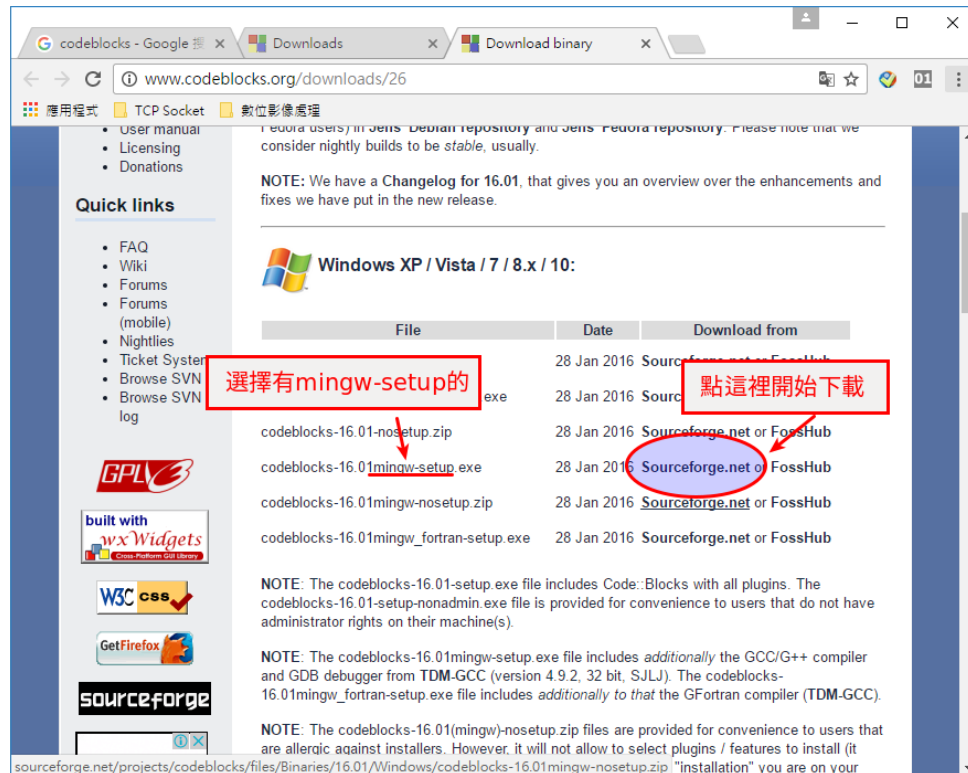 codeblocks - Google 搜
Downloads
Download binary
www.codeblocks.org/downloads/26
01
應用程式
TCP Socket
數位影像處理
User manual
Licensing
Donations
Quick links
FAQ
Wiki
Forums
Forums
(mobile)
Nightlies
Ticket System
Browse SVN
Browse SVN
log
GPLv3
built with
wxWidgets
Cross-Platform GUI Library
W3C css
GetFirefox
sourceforge
Fedora users) in Jens' Debian repository and Jens' Fedora repository. Please note that we
consider nightly builds to be stable, usually.
NOTE: We have a Changelog for 16.01, that gives you an overview over the enhancements and
fixes we have put in the new release.
Windows XP / Vista / 7 / 8.x / 10:
File Date Download from
28 Jan 2016 Sourceforge.net or FossHub
選擇有mingw-setup的
點這裡開始下載
.exe 28 Jan 2016 Sourc
codeblocks-16.01-nosetup.zip 28 Jan 2016 Sourceforge.net or FossHub
codeblocks-16.01mingw-setup.exe 28 Jan 2016 Sourceforge.net or FossHub
codeblocks-16.01mingw-nosetup.zip 28 Jan 2016 Sourceforge.net or FossHub
codeblocks-16.01mingw_fortran-setup.exe 28 Jan 2016 Sourceforge.net or FossHub
NOTE: The codeblocks-16.01-setup.exe file includes Code::Blocks with all plugins. The
codeblocks-16.01-setup-nonadmin.exe file is provided for convenience to users that do not have
administrator rights on their machine(s).
NOTE: The codeblocks-16.01mingw-setup.exe file includes additionally the GCC/G++ compiler
and GDB debugger from TDM-GCC (version 4.9.2, 32 bit, SJLJ). The codeblocks-
16.01mingw_fortran-setup.exe file includes additionally to that the GFortran compiler (TDM-GCC).
NOTE: The codeblocks-16.01(mingw)-nosetup.zip files are provided for convenience to users that
are allergic against installers. However, it will not allow to select plugins / features to install (it
"installation" you are on your
sourceforge.net/projects/codeblocks/files/Binaries/16.01/Windows/codeblocks-16.01mingw-nosetup.zip